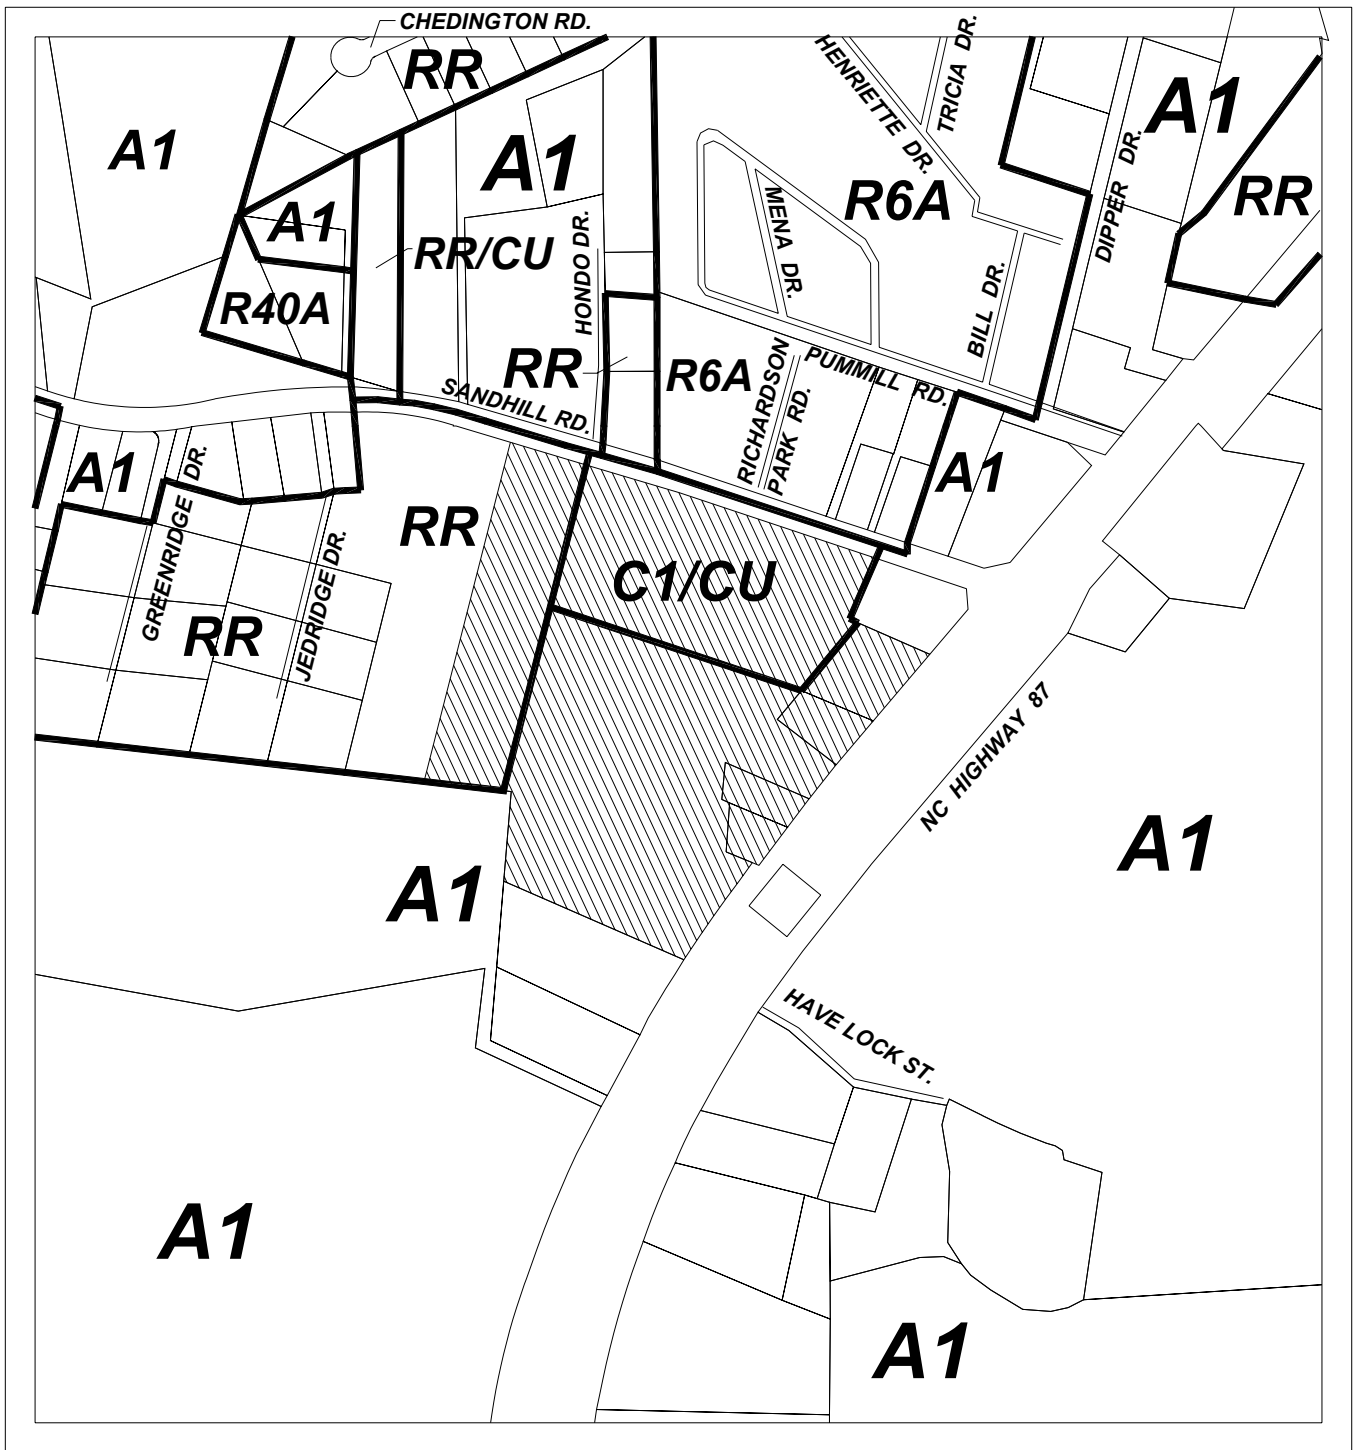 CHEDINGTON RD.
RR
HENRIETTE DR.
TRICIA DR.
A1
A1
A1
DIPPER DR.
R6A
RR
A1
MENA DR.
RR/CU
HONDO DR.
BILL DR.
R40A
RR
R6A
RICHARDSON
PARK RD.
PUMMILL RD.
SANDHILL RD.
A1
GREENRIDGE DR.
A1
RR
C1/CU
JEDRIDGE DR.
RR
NC HIGHWAY 87
A1
A1
HAVE LOCK ST.
A1
A1